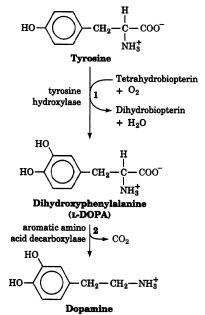 H
HO
CH₂—C—COO⁻
NH₃⁺
Tyrosine
tyrosine
hydroxylase
1
Tetrahydrobiopterin
+ O₂
Dihydrobiopterin
+ H₂O
HO
H
HO
CH₂—C—COO⁻
NH₃⁺
Dihydroxyphenylalanine
(L-DOPA)
aromatic amino
acid decarboxylase
2
CO₂
HO
HO
CH₂—CH₂—NH₃⁺
Dopamine